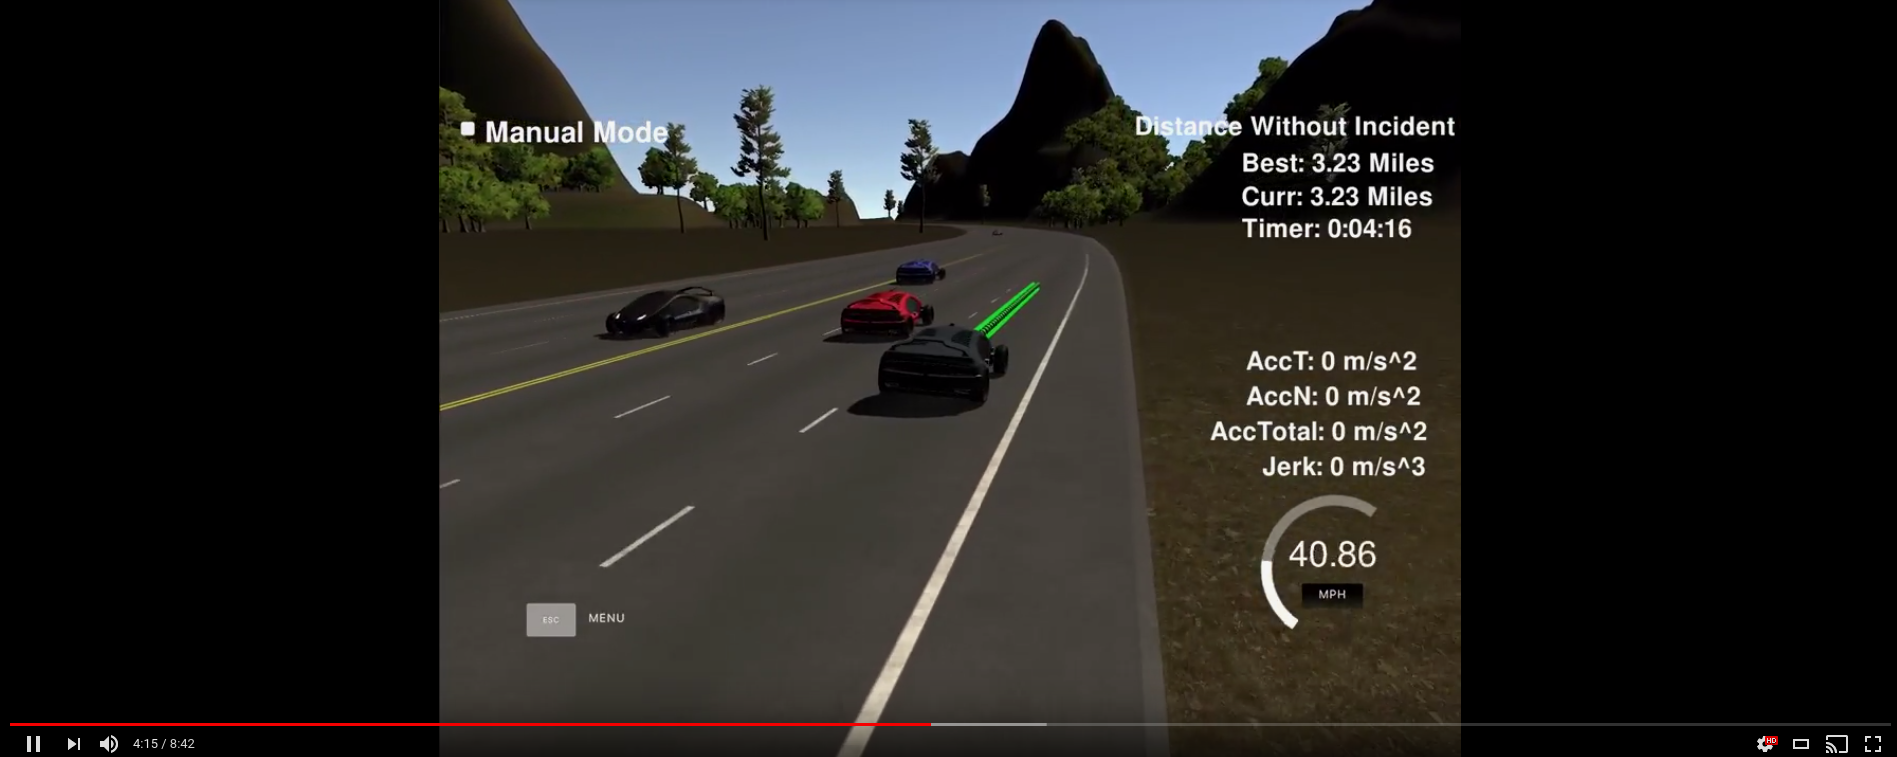 Manual Mode
Distance Without Incident
Best: 3.23 Miles
Curr: 3.23 Miles
Timer: 0:04:16
AccT: 0 m/s^2
AccN: 0 m/s^2
AccTotal: 0 m/s^2
Jerk: 0 m/s^3
40.86
MPH
ESC MENU
4:15 / 8:42
HD